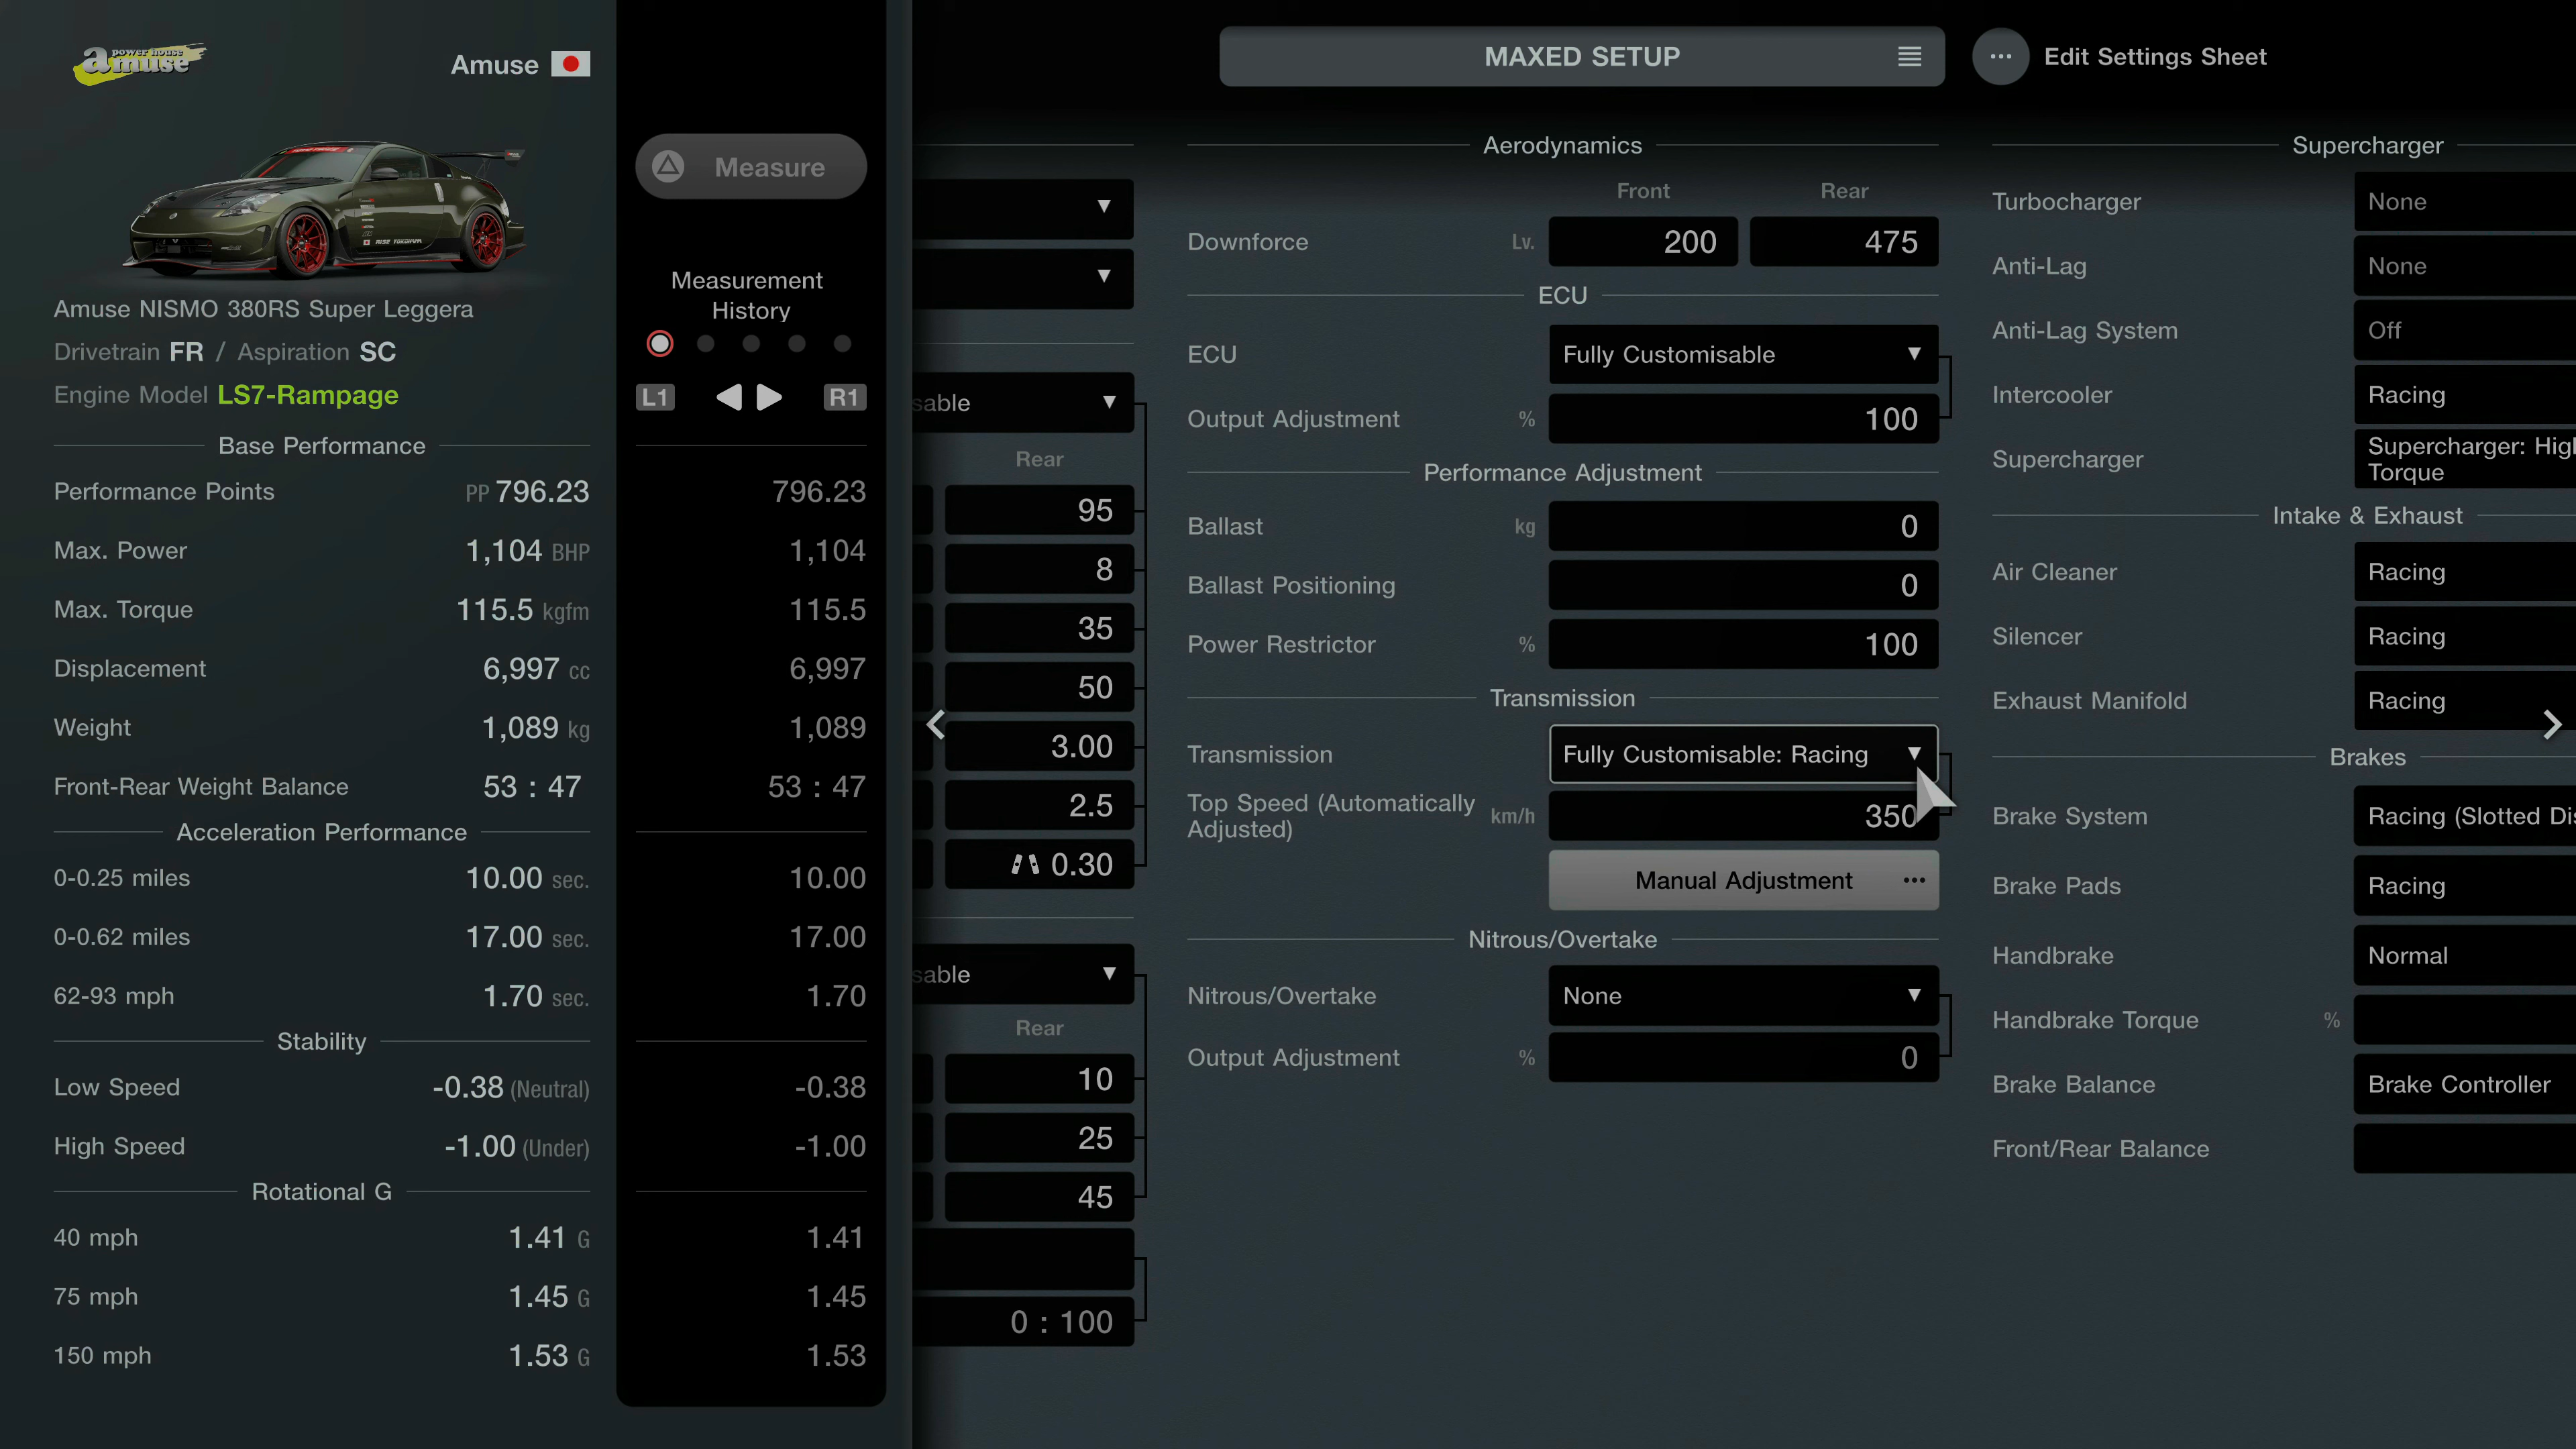 power house
amuse
Amuse
Amuse NISMO 380RS Super Leggera
Drivetrain FR / Aspiration SC
Engine Model LS7-Rampage
Base Performance
Performance Points PP 796.23
Max. Power 1,104 BHP
Max. Torque 115.5 kgfm
Displacement 6,997 cc
Weight 1,089 kg
Front-Rear Weight Balance 53 : 47
Acceleration Performance
0-0.25 miles 10.00 sec.
0-0.62 miles 17.00 sec.
62-93 mph 1.70 sec.
Stability
Low Speed -0.38 (Neutral)
High Speed -1.00 (Under)
Rotational G
40 mph 1.41 G
75 mph 1.45 G
150 mph 1.53 G
Measure
Measurement
History
L1 R1
796.23
1,104
115.5
6,997
1,089
53 : 47
10.00
17.00
1.70
-0.38
-1.00
1.41
1.45
1.53
sable
Rear
95
8
35
50
3.00
2.5
0.30
sable
Rear
10
25
45
0 : 100
MAXED SETUP
Edit Settings Sheet
Aerodynamics
Front Rear
Downforce Lv. 200 475
ECU
ECU Fully Customisable
Output Adjustment % 100
Performance Adjustment
Ballast kg 0
Ballast Positioning 0
Power Restrictor % 100
Transmission
Transmission Fully Customisable: Racing
Top Speed (Automatically
Adjusted) km/h 350
Manual Adjustment
Nitrous/Overtake
Nitrous/Overtake None
Output Adjustment % 0
Supercharger
Turbocharger None
Anti-Lag None
Anti-Lag System Off
Intercooler Racing
Supercharger Supercharger: Hig
Torque
Intake & Exhaust
Air Cleaner Racing
Silencer Racing
Exhaust Manifold Racing
Brakes
Brake System Racing (Slotted Dis
Brake Pads Racing
Handbrake Normal
Handbrake Torque %
Brake Balance Brake Controller
Front/Rear Balance